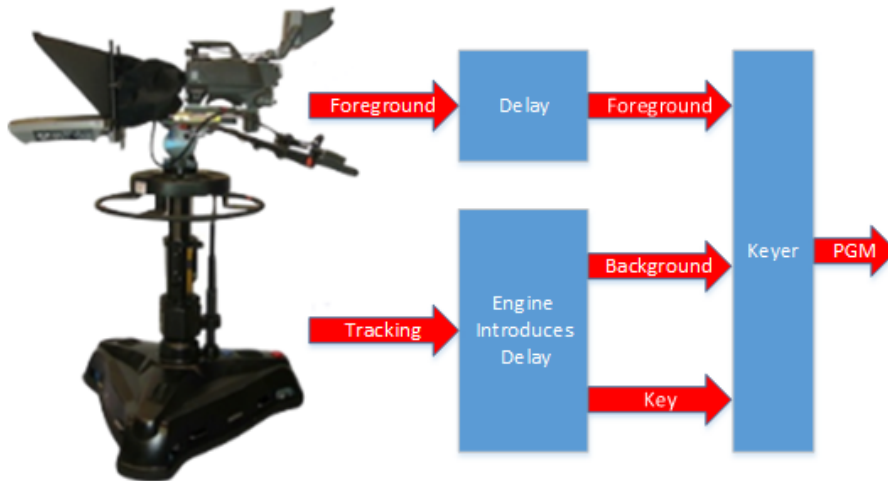 Foreground
Delay
Foreground
Background
Keyer
PGM
Tracking
Engine
Introduces
Delay
Key